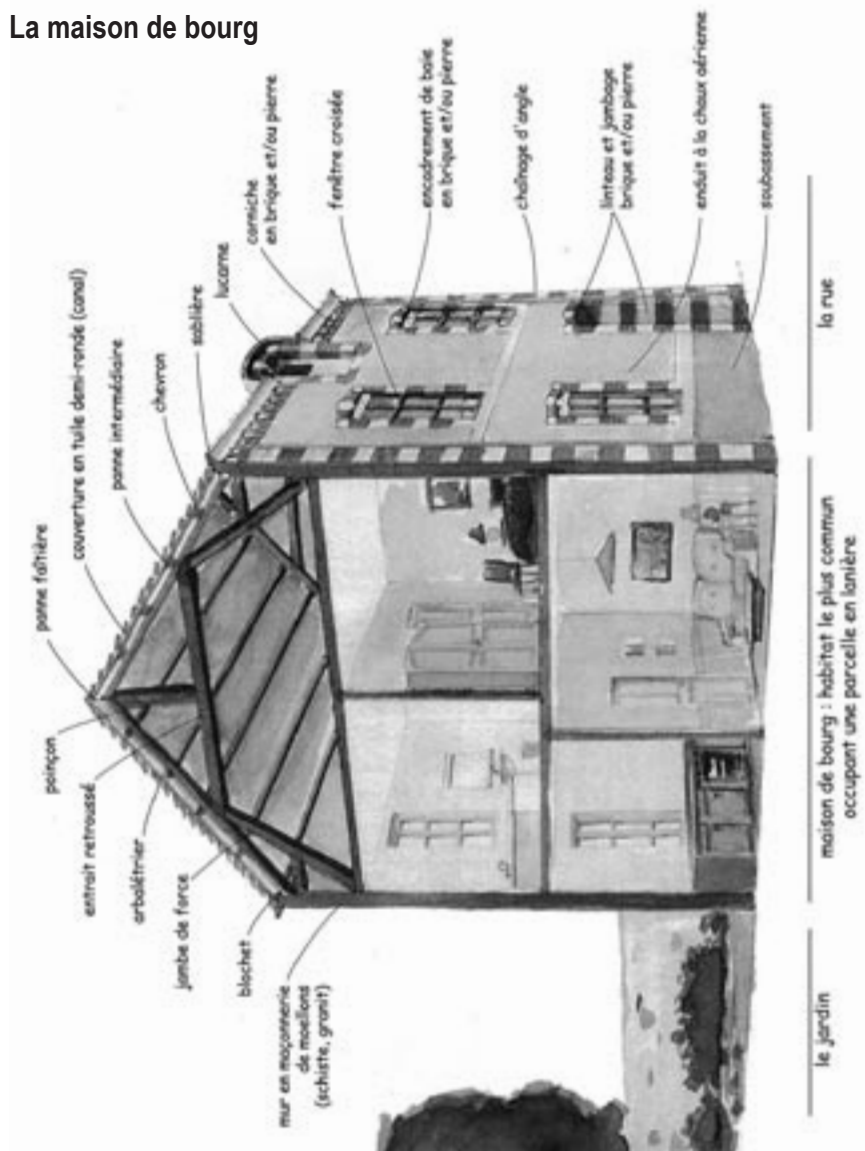 La maison de bourg
panne faîtière
couverture en tuile demi-ronde (canal)
panne intermédiaire
chevron
sablière
lucarne
corniche
en brique et/ou pierre
fenêtre croisée
encadrement de baie
en brique et/ou pierre
chaînage d'angle
linteau et jambage
brique et/ou pierre
enduit à la chaux aérienne
soubassement
poinçon
entrait retroussé
arbalétrier
jambe de force
blochet
mur en maçonnerie
de moellons
(schiste, granit)
le jardin
maison de bourg : habitat le plus commun
occupant une parcelle en lanière
la rue